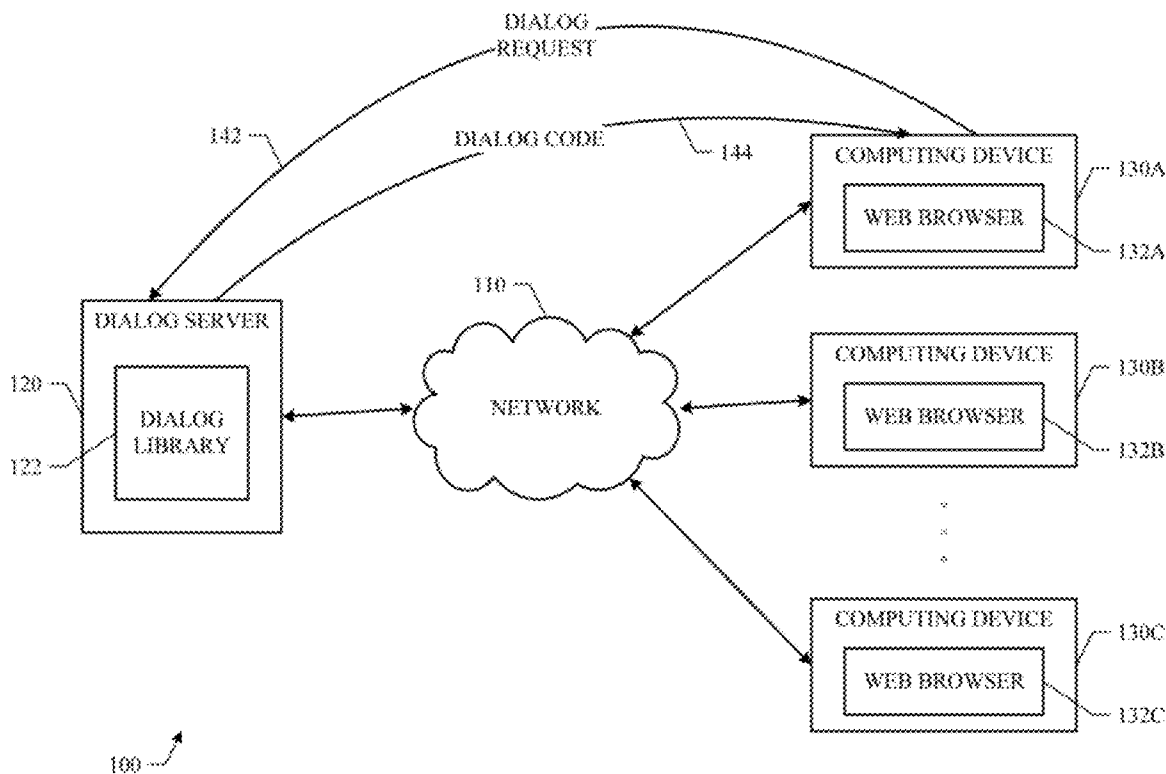 DIALOG
REQUEST
142
DIALOG CODE
144
COMPUTING DEVICE
130A
WEB BROWSER
132A
110
DIALOG SERVER
120
DIALOG
LIBRARY
122
NETWORK
COMPUTING DEVICE
130B
WEB BROWSER
132B
COMPUTING DEVICE
130C
WEB BROWSER
132C
100